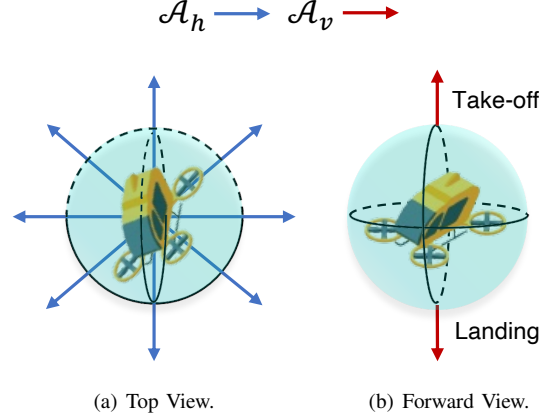 𝒜ₕ 𝒜ᵥ
Take-off
Landing
(a) Top View.
(b) Forward View.